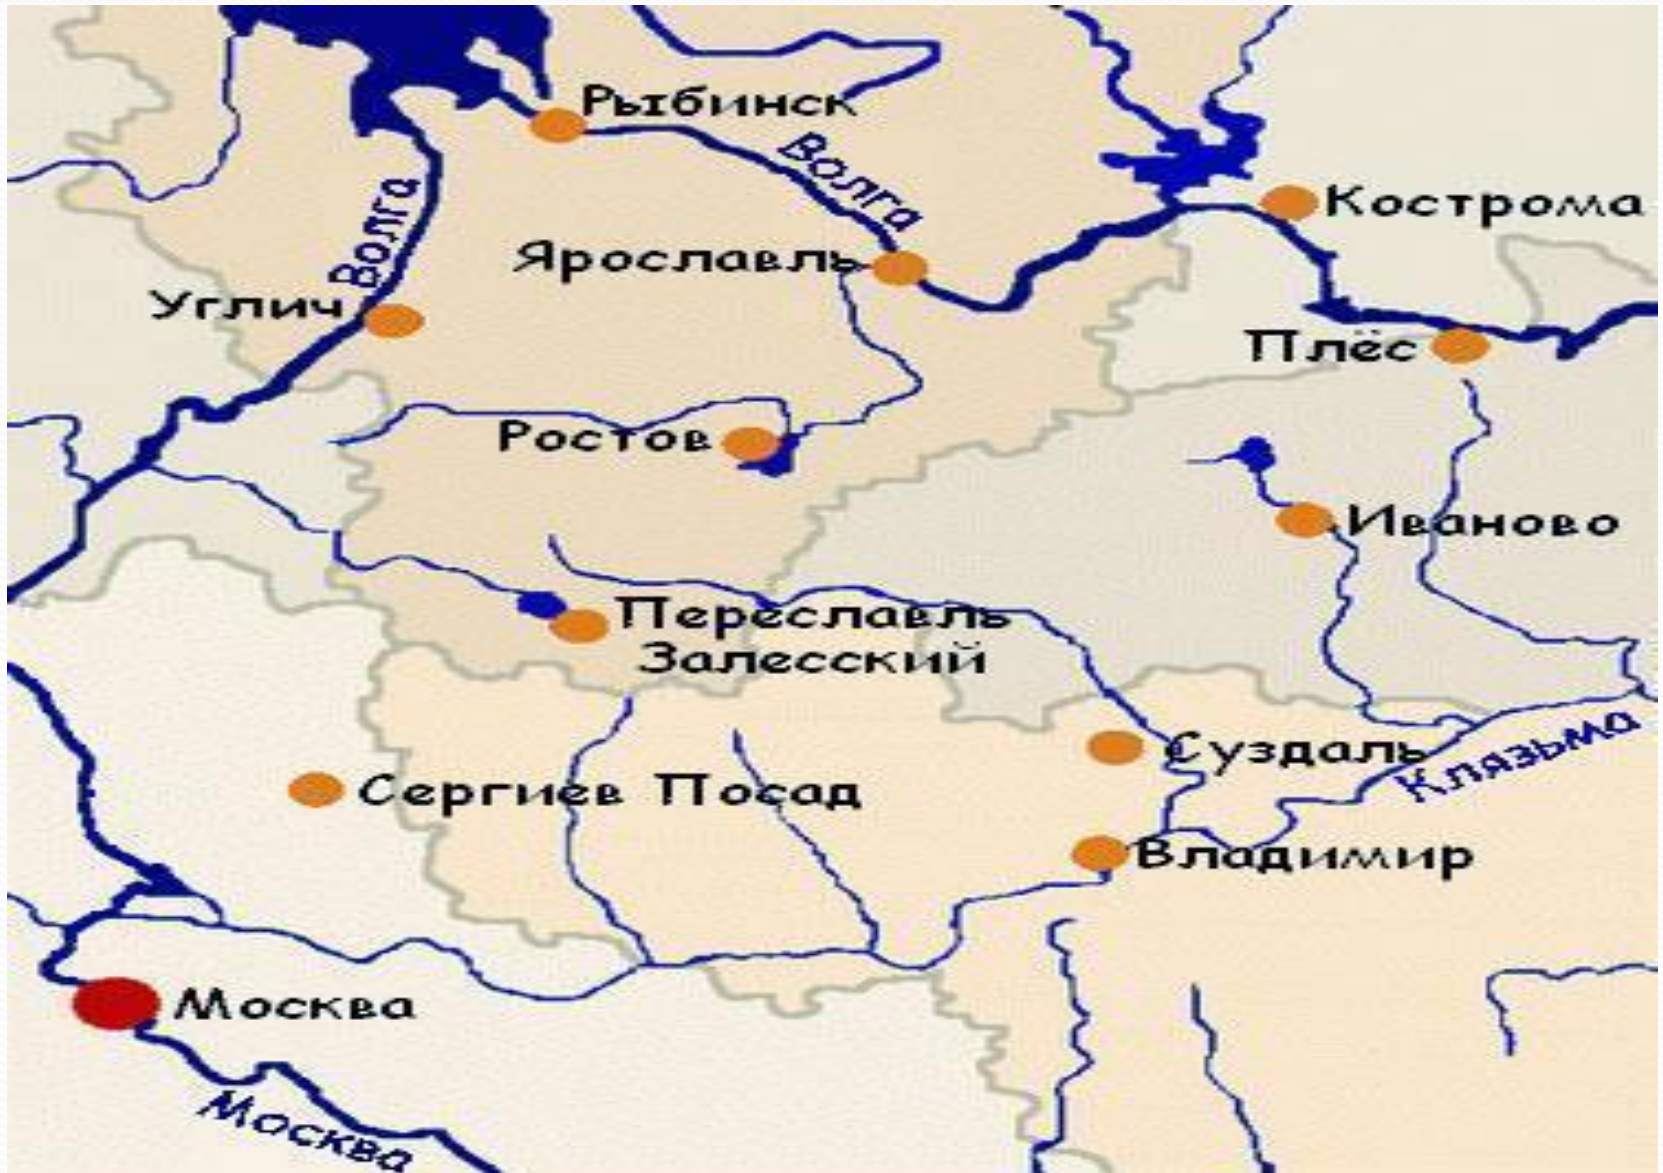 Рыбинск
Волга
Волга
Кострома
Ярославль
Углич
Плёс
Ростов
Иваново
Переславль
Залесский
Суздаль
Клязьма
Сергиев Посад
Владимир
Москва
Москва